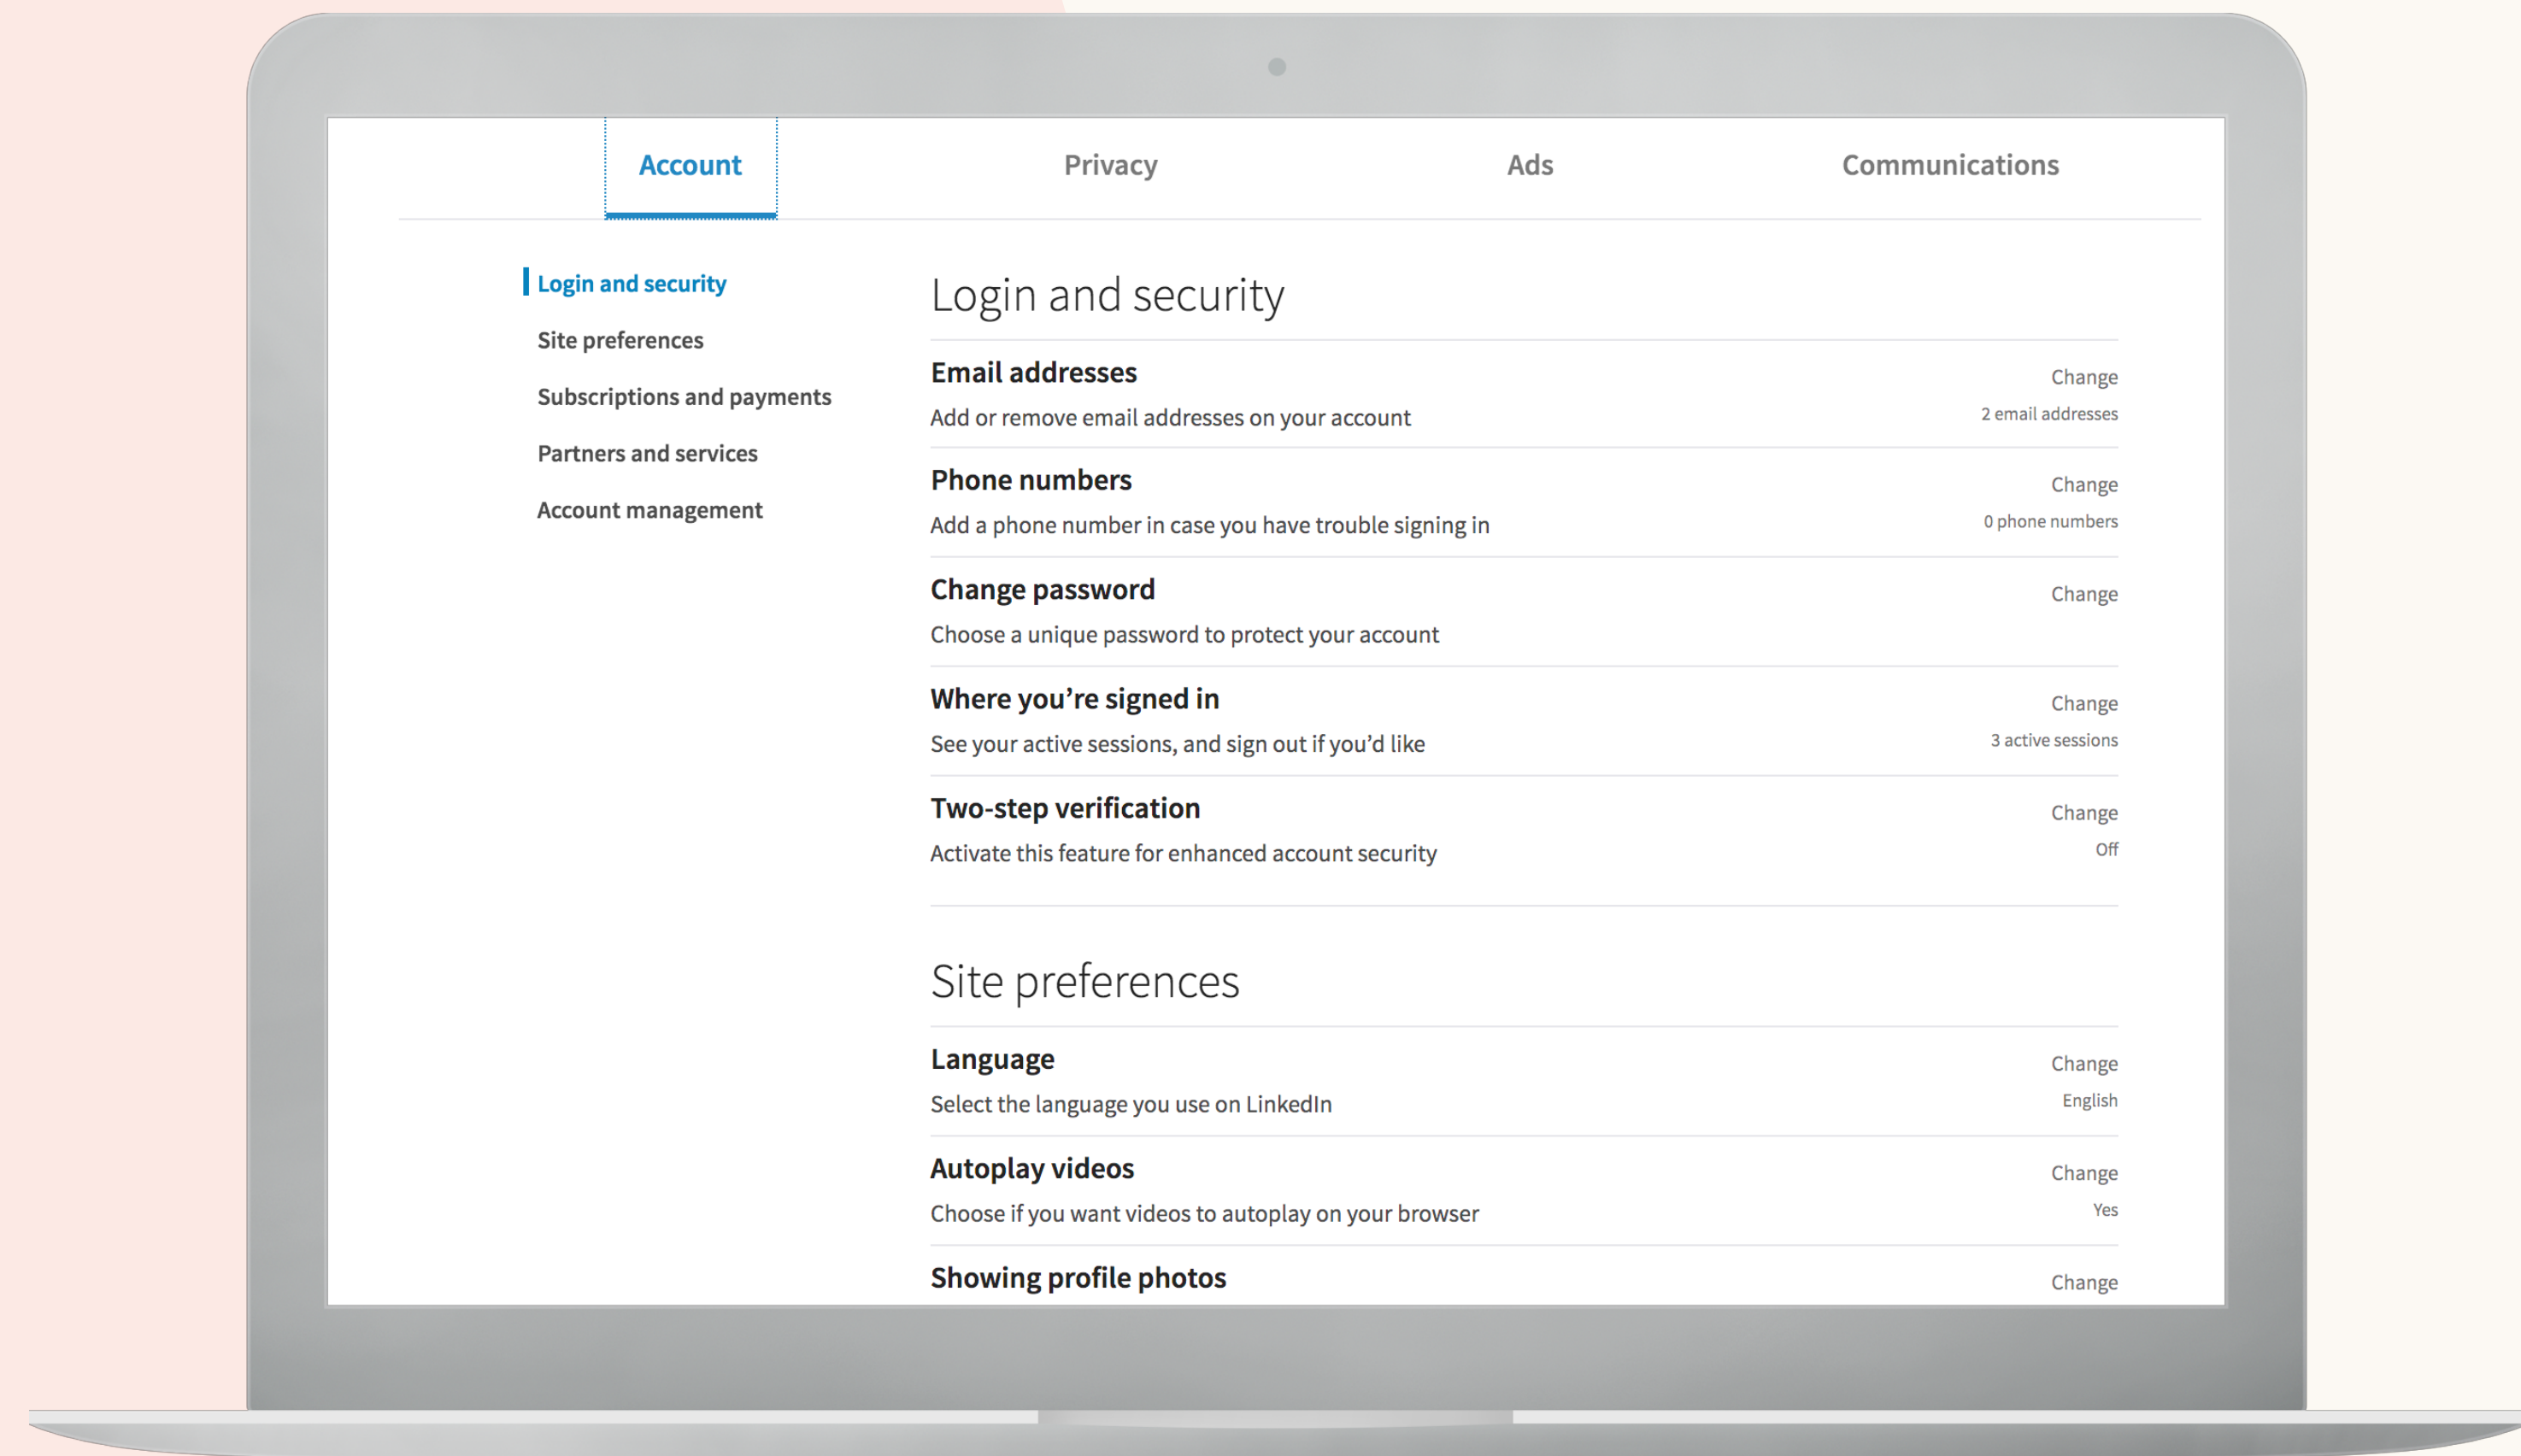 Account
Privacy
Ads
Communications
Login and security
Site preferences
Subscriptions and payments
Partners and services
Account management
Login and security
Email addresses
Change
Add or remove email addresses on your account
2 email addresses
Phone numbers
Change
Add a phone number in case you have trouble signing in
0 phone numbers
Change password
Change
Choose a unique password to protect your account
Where you’re signed in
Change
See your active sessions, and sign out if you’d like
3 active sessions
Two-step verification
Change
Activate this feature for enhanced account security
Off
Site preferences
Language
Change
Select the language you use on LinkedIn
English
Autoplay videos
Change
Choose if you want videos to autoplay on your browser
Yes
Showing profile photos
Change